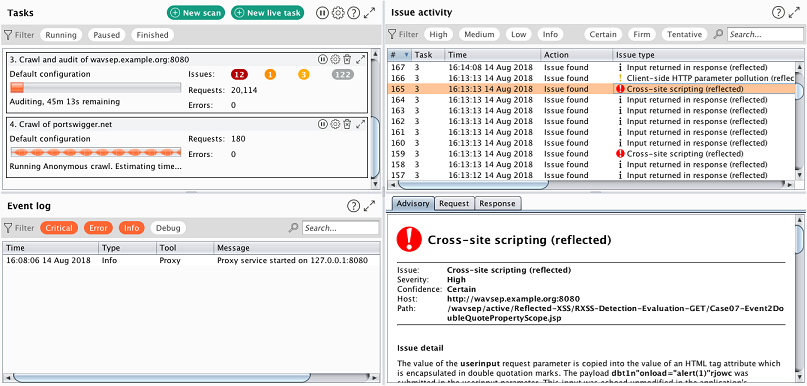 Tasks
New scan
New live task
Filter Running Paused Finished
3. Crawl and audit of wavsep.example.org:8080
Default configuration
Issues: 12 1 3 122
Requests: 20,114
Errors: 0
Auditing, 45m 13s remaining
4. Crawl of portswigger.net
Default configuration
Requests: 180
Errors: 0
Running Anonymous crawl. Estimating time...
Issue activity
Filter High Medium Low Info Certain Firm Tentative Search...
# Task Time Action Issue type
167 3 16:14:08 14 Aug 2018 Issue found Input returned in response (reflected)
166 3 16:13:13 14 Aug 2018 Issue found Client-side HTTP parameter pollution (reflec
165 3 16:13:13 14 Aug 2018 Issue found Cross-site scripting (reflected)
164 3 16:13:13 14 Aug 2018 Issue found Input returned in response (reflected)
163 3 16:13:13 14 Aug 2018 Issue found Input returned in response (reflected)
162 3 16:13:13 14 Aug 2018 Issue found Input returned in response (reflected)
161 3 16:13:13 14 Aug 2018 Issue found Input returned in response (reflected)
160 3 16:13:13 14 Aug 2018 Issue found Input returned in response (reflected)
159 3 16:13:13 14 Aug 2018 Issue found Cross-site scripting (reflected)
158 3 16:13:13 14 Aug 2018 Issue found Input returned in response (reflected)
157 3 16:13:13 14 Aug 2018 Issue found Input returned in response (reflected)
Event log
Filter Critical Error Info Debug Search...
Time Type Tool Message
16:08:06 14 Aug 2018 Info Proxy Proxy service started on 127.0.0.1:8080
Advisory Request Response
Cross-site scripting (reflected)
Issue: Cross-site scripting (reflected)
Severity: High
Confidence: Certain
Host: http://wavsep.example.org:8080
Path: /wavsep/active/Reflected-XSS/RXSS-Detection-Evaluation-GET/Case07-Event2Do
ubleQuotePropertyScope.jsp
Issue detail
The value of the userinput request parameter is copied into the value of an HTML tag attribute which
is encapsulated in double quotation marks. The payload dbt1n"onload="alert(1)"rjowc was
submitted in the userinput parameter. This input was echoed unmodified in the application's